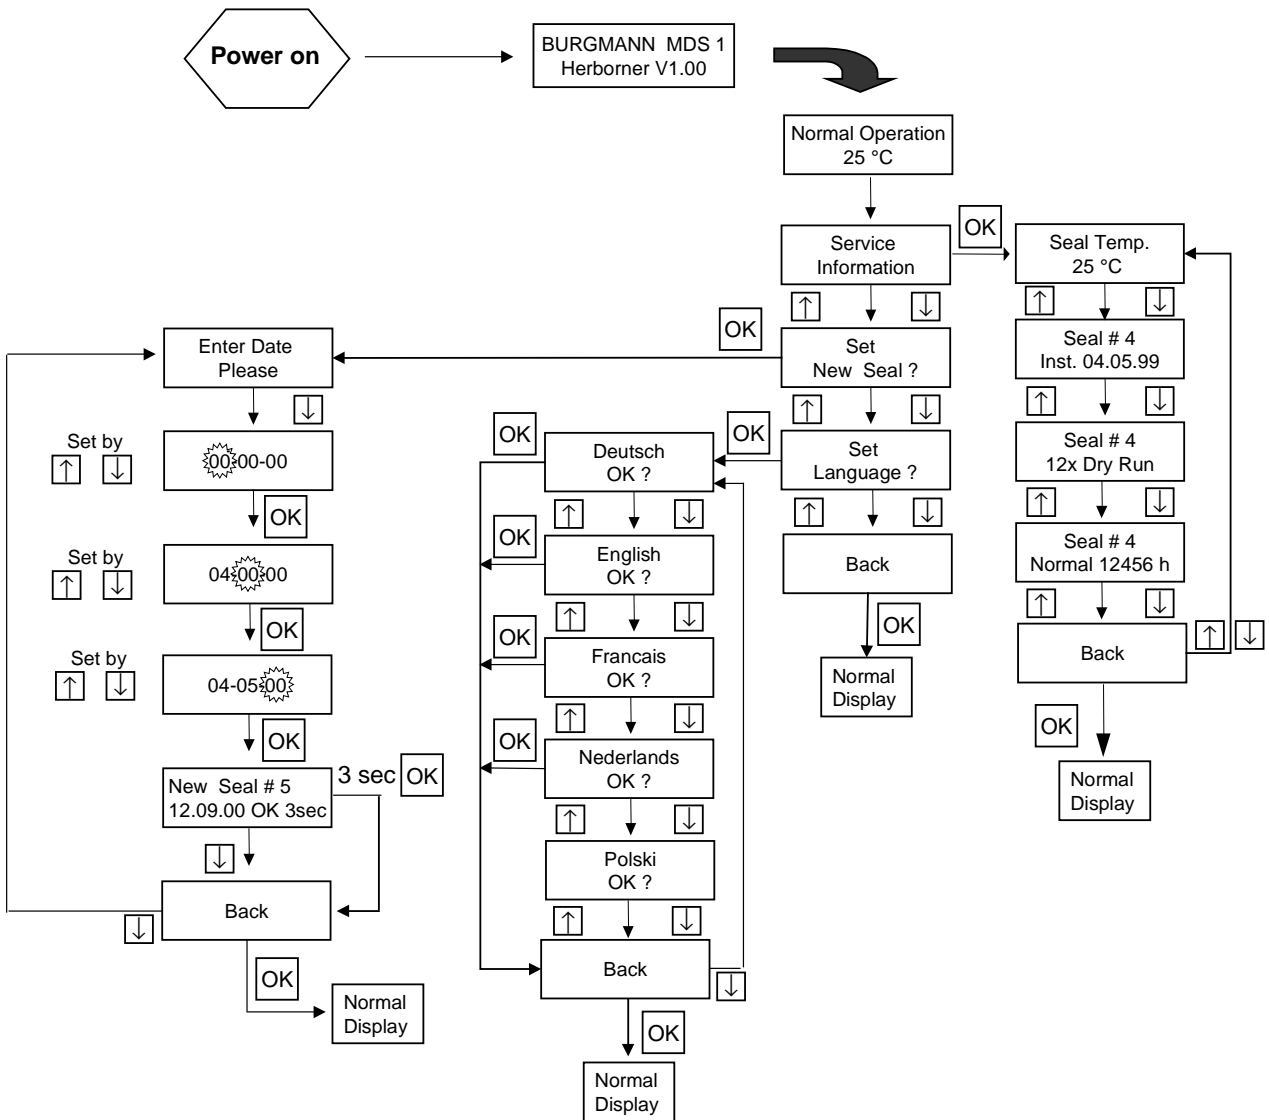 Power on
BURGMANN MDS 1
Herborner V1.00
Normal Operation
25 °C
Service
Information
↑
↓
OK
Set
New Seal ?
↑
↓
OK
Set
Language ?
↑
↓
OK
Back
OK
Normal
Display
Seal Temp.
25 °C
↑
↓
Seal # 4
Inst. 04.05.99
↑
↓
Seal # 4
12x Dry Run
↑
↓
Seal # 4
Normal 12456 h
↑
↓
Back
↑
↓
OK
Normal
Display
Enter Date
Please
↓
Set by
↑
↓
00-00-00
OK
Set by
↑
↓
04-00-00
OK
Set by
↑
↓
04-05-00
OK
New Seal # 5
12.09.00 OK 3sec
3 sec OK
↓
Back
↓
OK
Normal
Display
OK
Deutsch
OK ?
↑
↓
OK
English
OK ?
↑
↓
OK
Francais
OK ?
↑
↓
OK
Nederlands
OK ?
↑
↓
Polski
OK ?
↑
↓
Back
↓
OK
Normal
Display